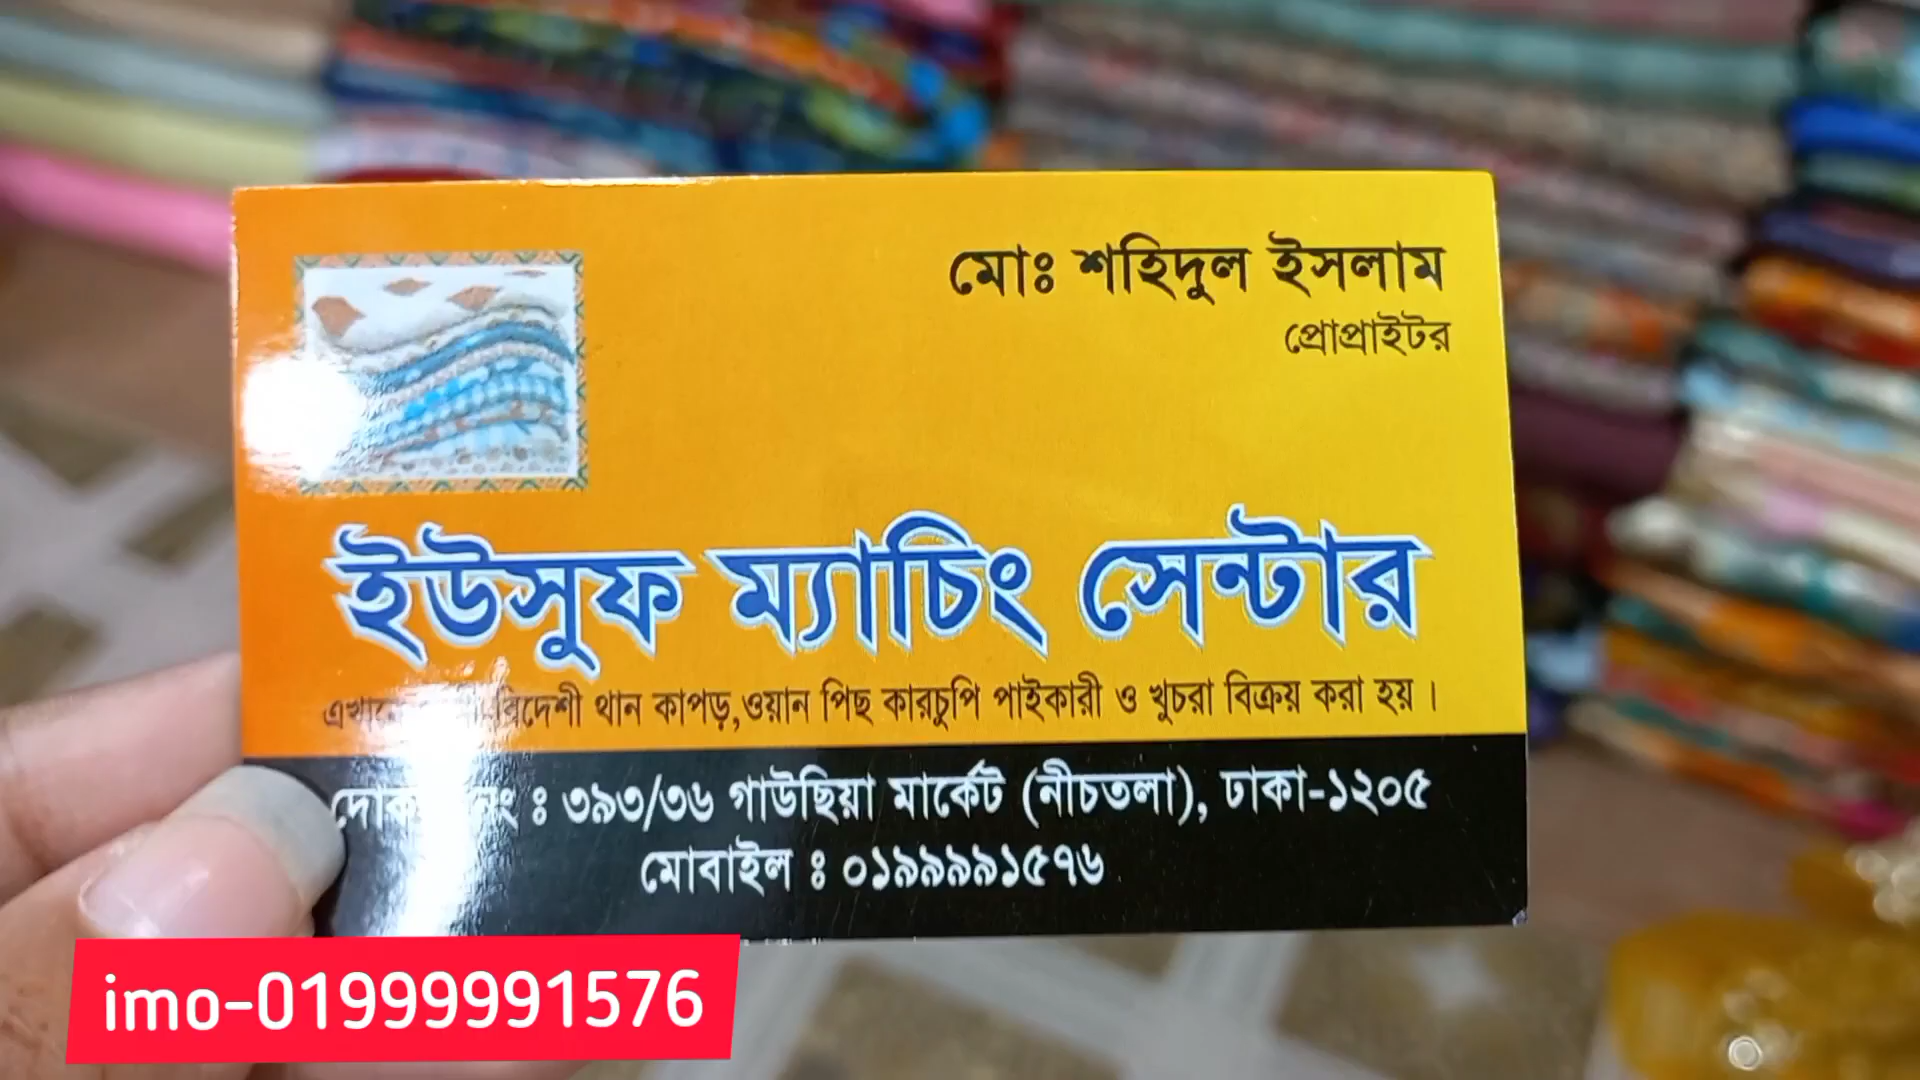 মোঃ শহিদুল ইসলাম
প্রোপ্রাইটর
ইউসুফ ম্যাচিং সেন্টার
বিদেশী থান কাপড়,ওয়ান পিছ কারচুপি পাইকারী ও খুচরা বিক্রয় করা হয়।
নং ঃ ৩৯৩/৩৬ গাউছিয়া মার্কেট (নীচতলা), ঢাকা-১২০৫
মোবাইল ঃ ০১৯৯৯৯১৫৭৬
imo-01999991576